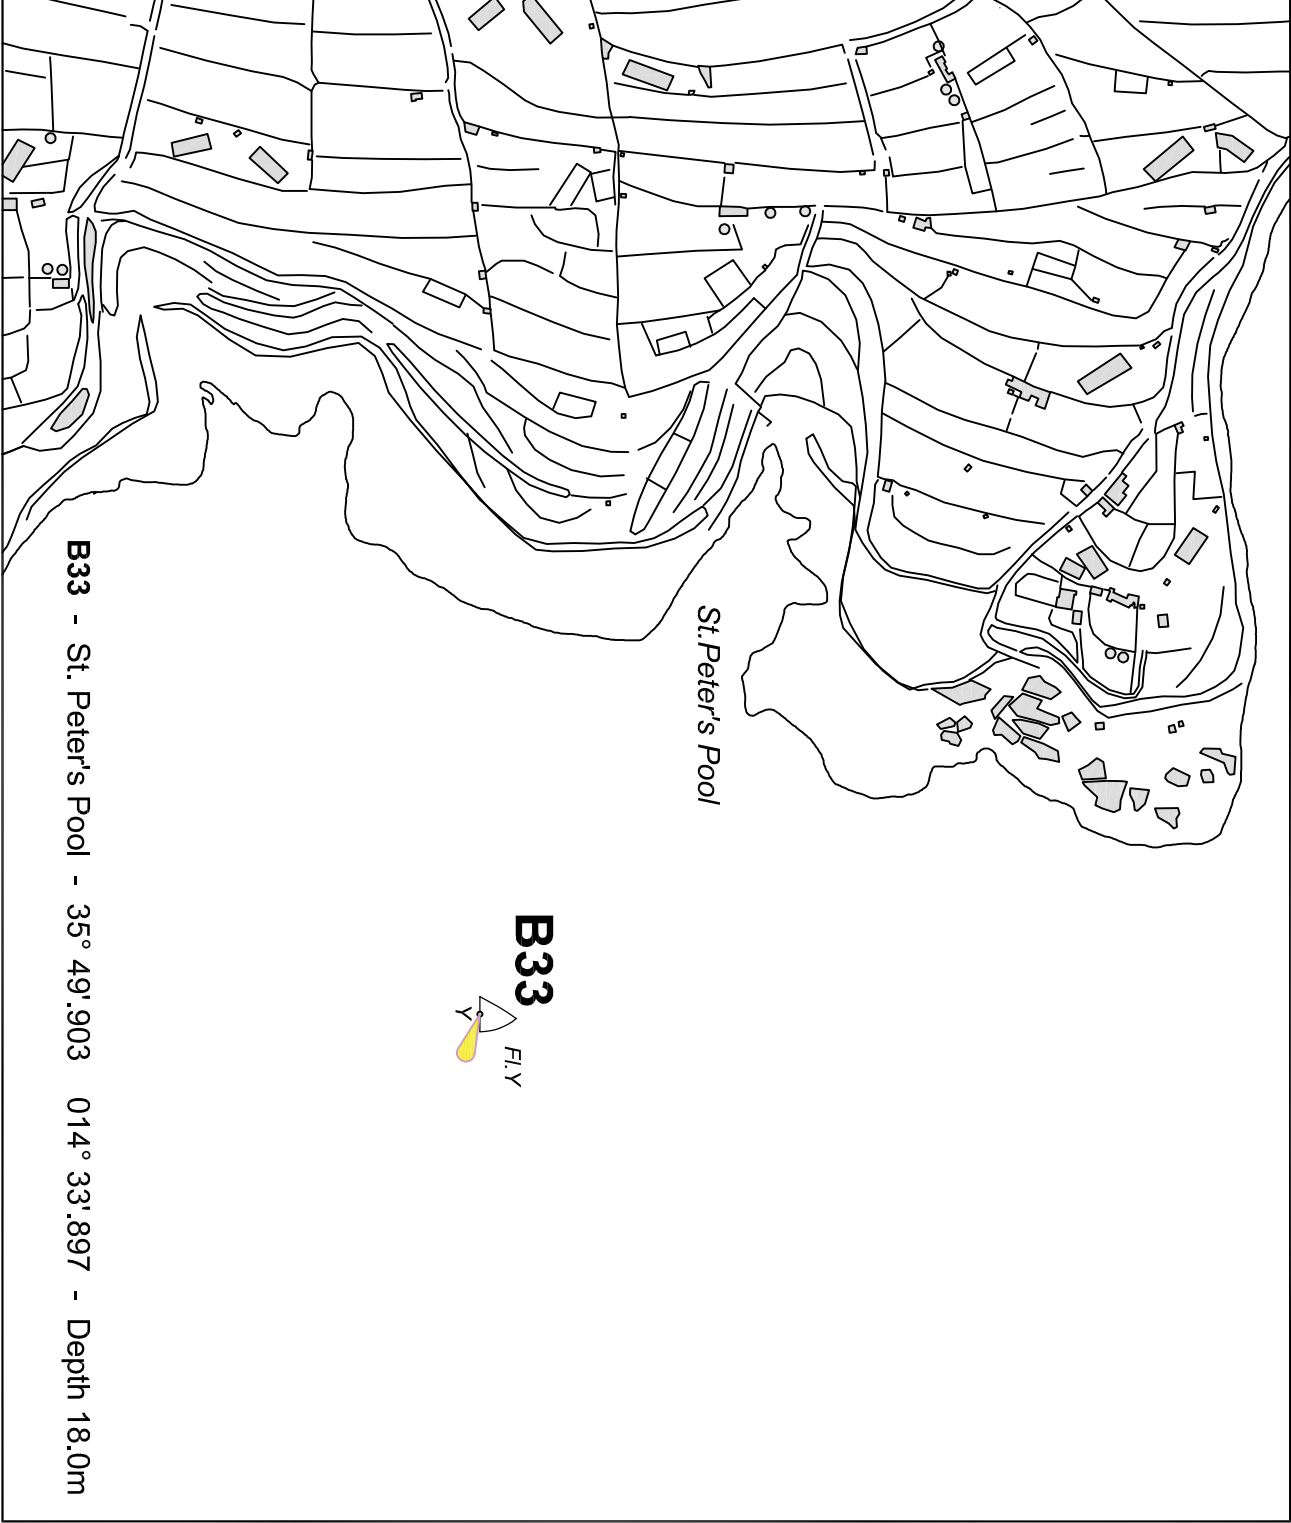 St.Peter's Pool
B33
Fl.Y
Y
B33 - St. Peter's Pool - 35° 49'.903 014° 33'.897 - Depth 18.0m